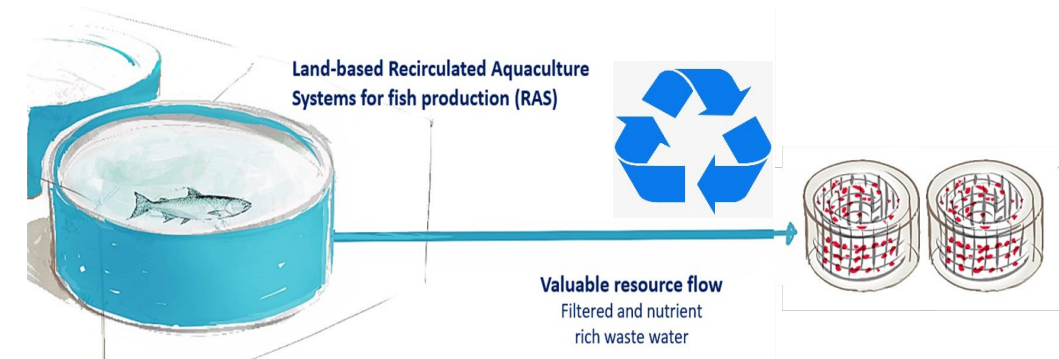 Land-based Recirculated Aquaculture
Systems for fish production (RAS)
Valuable resource flow
Filtered and nutrient
rich waste water